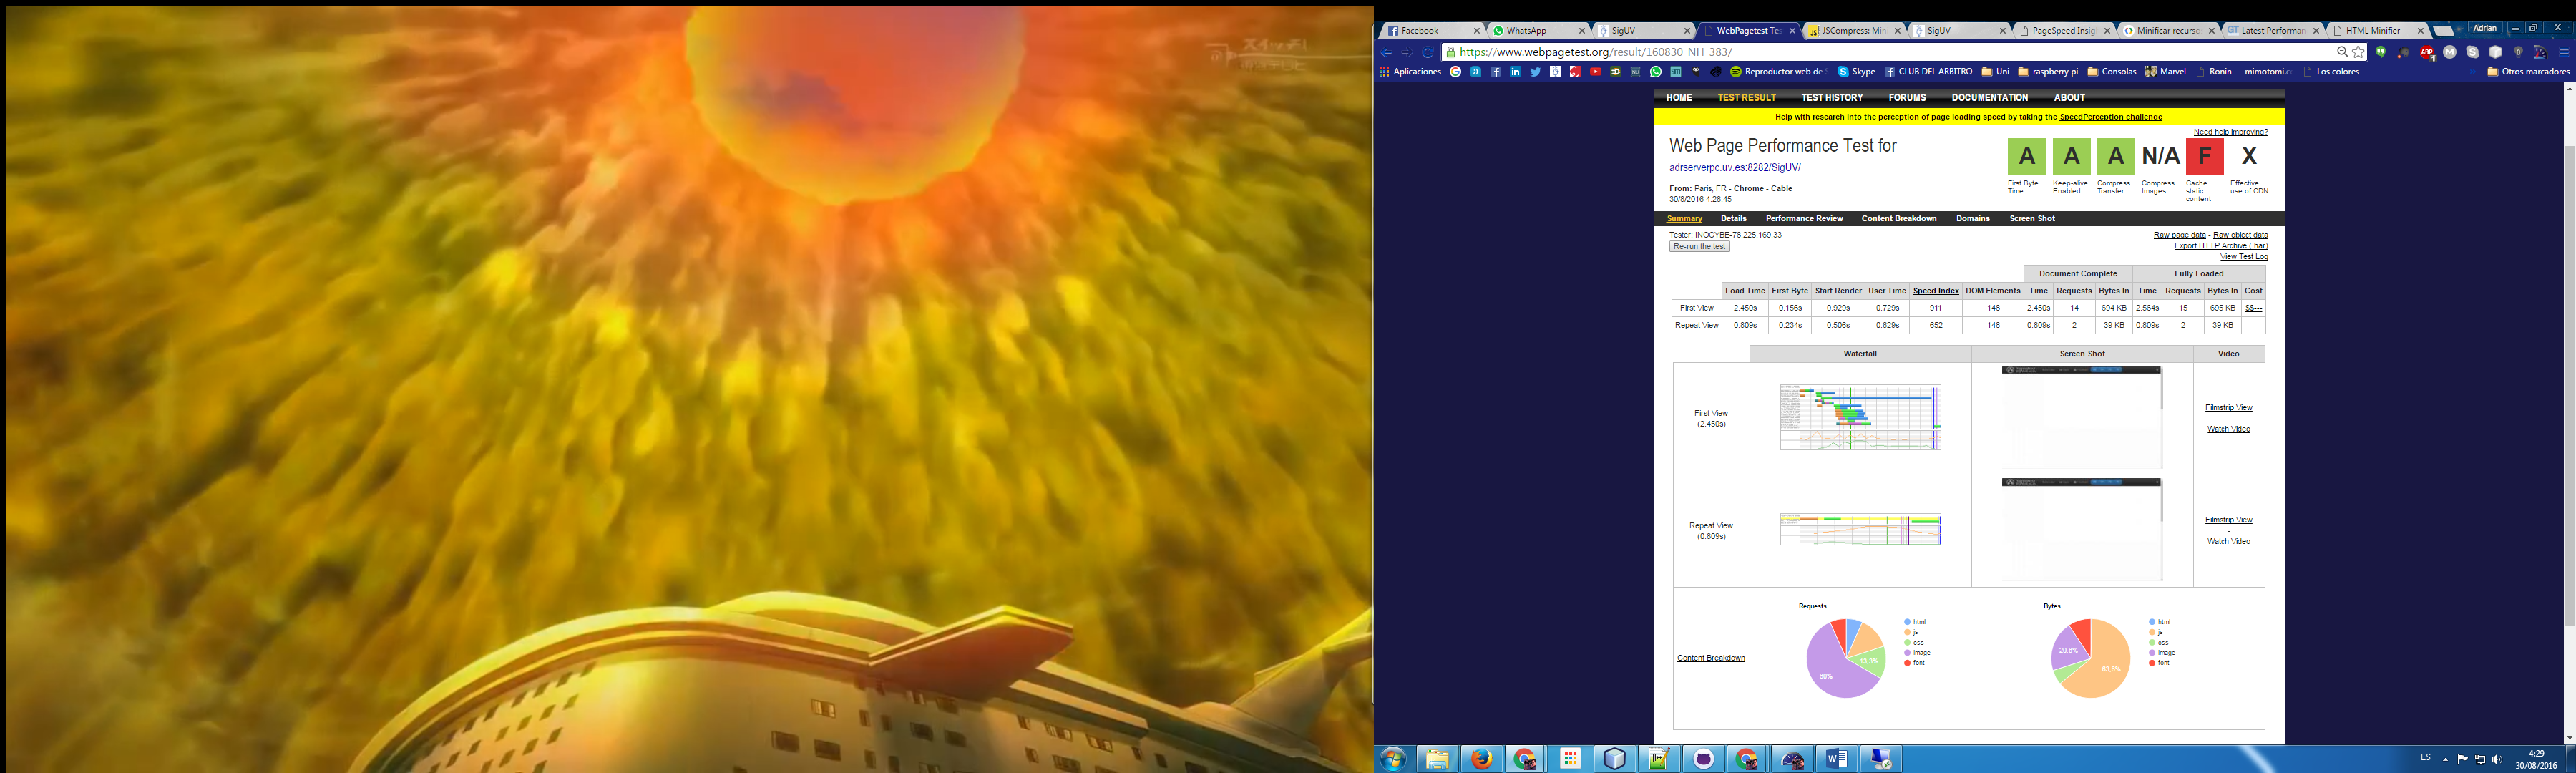 スイッチ!
Facebook
WhatsApp
SigUV
WebPagetest Tes
JSCompress: Min
SigUV
PageSpeed Insig
Minificar recurso
Latest Performan
HTML Minifier
Adrian
https://www.webpagetest.org/result/160830_NH_383/
Aplicaciones
Reproductor web de
Skype
CLUB DEL ARBITRO
Uni
raspberry pi
Consolas
Marvel
Ronin — mimotomi.c
Los colores
Otros marcadores
HOME TEST RESULT TEST HISTORY FORUMS DOCUMENTATION ABOUT
Help with research into the perception of page loading speed by taking the SpeedPerception challenge
Need help improving?
Web Page Performance Test for
adrserverpc.uv.es:8282/SigUV/
From: Paris, FR - Chrome - Cable
30/8/2016 4:28:45
A First Byte Time
A Keep-alive Enabled
A Compress Transfer
N/A Compress Images
F Cache static content
X Effective use of CDN
Summary Details Performance Review Content Breakdown Domains Screen Shot
Tester: INOCYBE-78.225.169.33
Re-run the test
Raw page data - Raw object data
Export HTTP Archive (.har)
View Test Log
Document Complete Fully Loaded
Load Time First Byte Start Render User Time Speed Index DOM Elements Time Requests Bytes In Time Requests Bytes In Cost
First View 2.450s 0.156s 0.929s 0.729s 911 148 2.450s 14 694 KB 2.564s 15 695 KB $$---
Repeat View 0.809s 0.234s 0.506s 0.629s 652 148 0.809s 2 39 KB 0.809s 2 39 KB
Waterfall Screen Shot Video
First View
(2.450s)
Filmstrip View
-
Watch Video
Repeat View
(0.809s)
Filmstrip View
-
Watch Video
Content Breakdown
Requests
13,3%
60%
html
js
css
image
font
Bytes
20,6%
63,6%
html
js
css
image
font
ES
4:29
30/08/2016